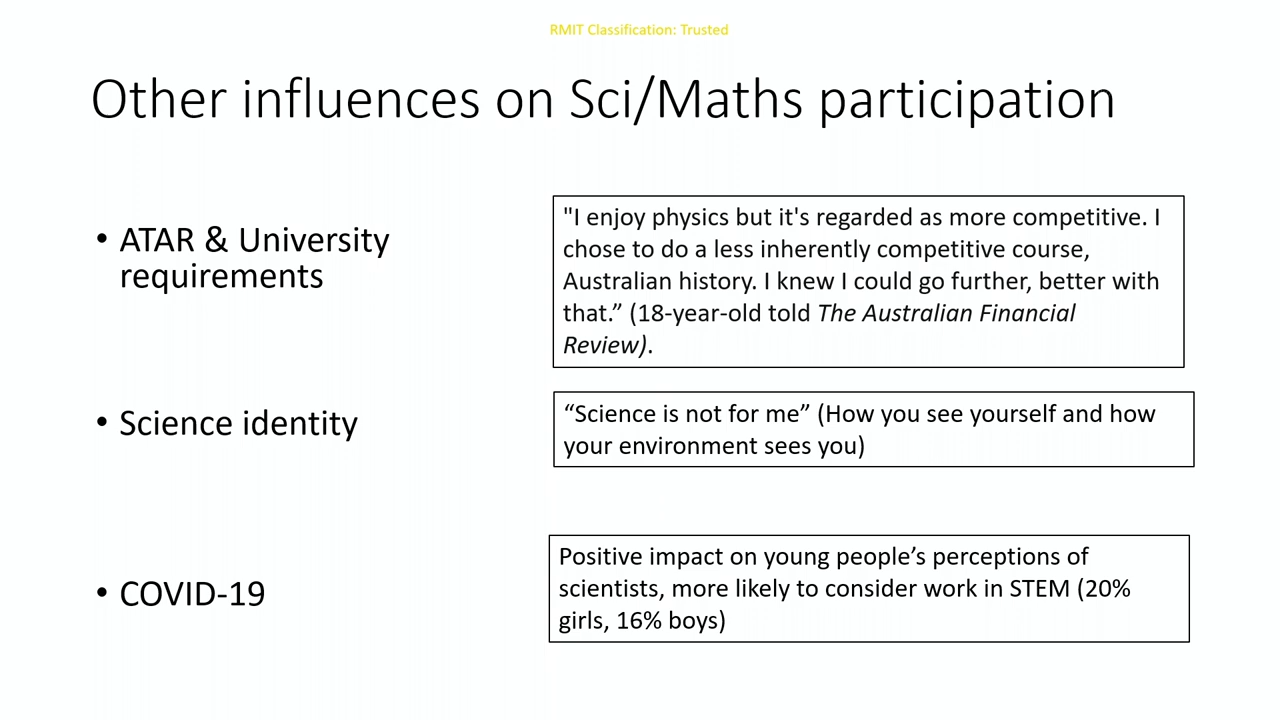 RMIT Classification: Trusted
Other influences on Sci/Maths participation
• ATAR & University
requirements
"I enjoy physics but it's regarded as more competitive. I
chose to do a less inherently competitive course,
Australian history. I knew I could go further, better with
that.” (18-year-old told The Australian Financial
Review).
• Science identity
“Science is not for me” (How you see yourself and how
your environment sees you)
• COVID-19
Positive impact on young people’s perceptions of
scientists, more likely to consider work in STEM (20%
girls, 16% boys)